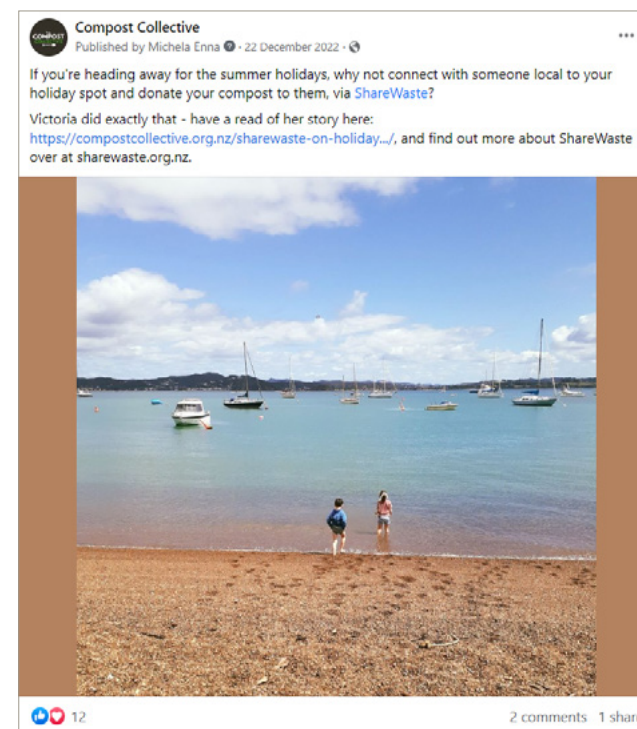 COMPOST
Compost Collective
Published by Michela Enna · 22 December 2022 ·
If you're heading away for the summer holidays, why not connect with someone local to your
holiday spot and donate your compost to them, via ShareWaste?
Victoria did exactly that - have a read of her story here:
https://compostcollective.org.nz/sharewaste-on-holiday.../, and find out more about ShareWaste
over at sharewaste.org.nz.
12
2 comments 1 share